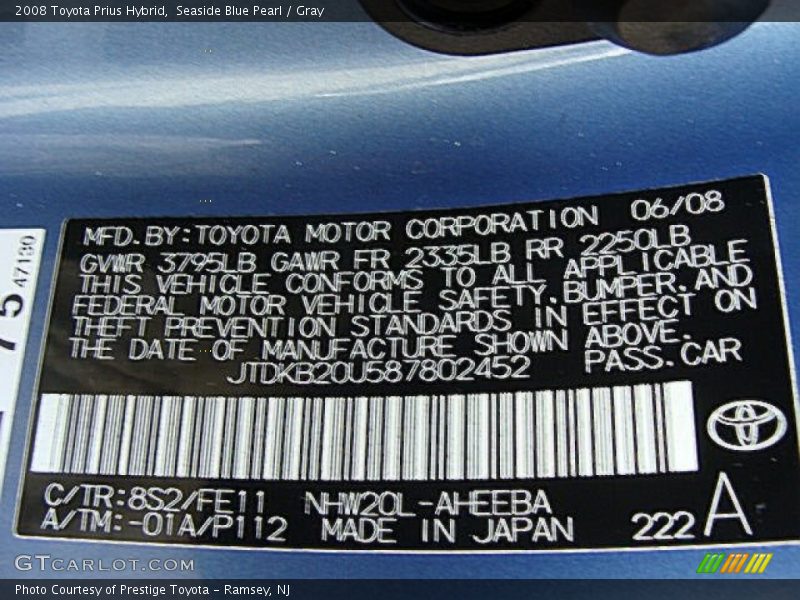 2008 Toyota Prius Hybrid, Seaside Blue Pearl / Gray
MFD.BY:TOYOTA MOTOR CORPORATION 06/08
GVWR 3795LB GAWR FR 2335LB RR 2250LB
THIS VEHICLE CONFORMS TO ALL APPLICABLE
FEDERAL MOTOR VEHICLE SAFETY,BUMPER,AND
THEFT PREVENTION STANDARDS IN EFFECT ON
THE DATE OF MANUFACTURE SHOWN ABOVE.
JTDKB20U587802452 PASS.CAR
C/TR:8S2/FE11 NHW20L-AHEEBA
A/TM:-01A/P112 MADE IN JAPAN 222 A
75 47130
GTCARLOT.COM
Photo Courtesy of Prestige Toyota - Ramsey, NJ